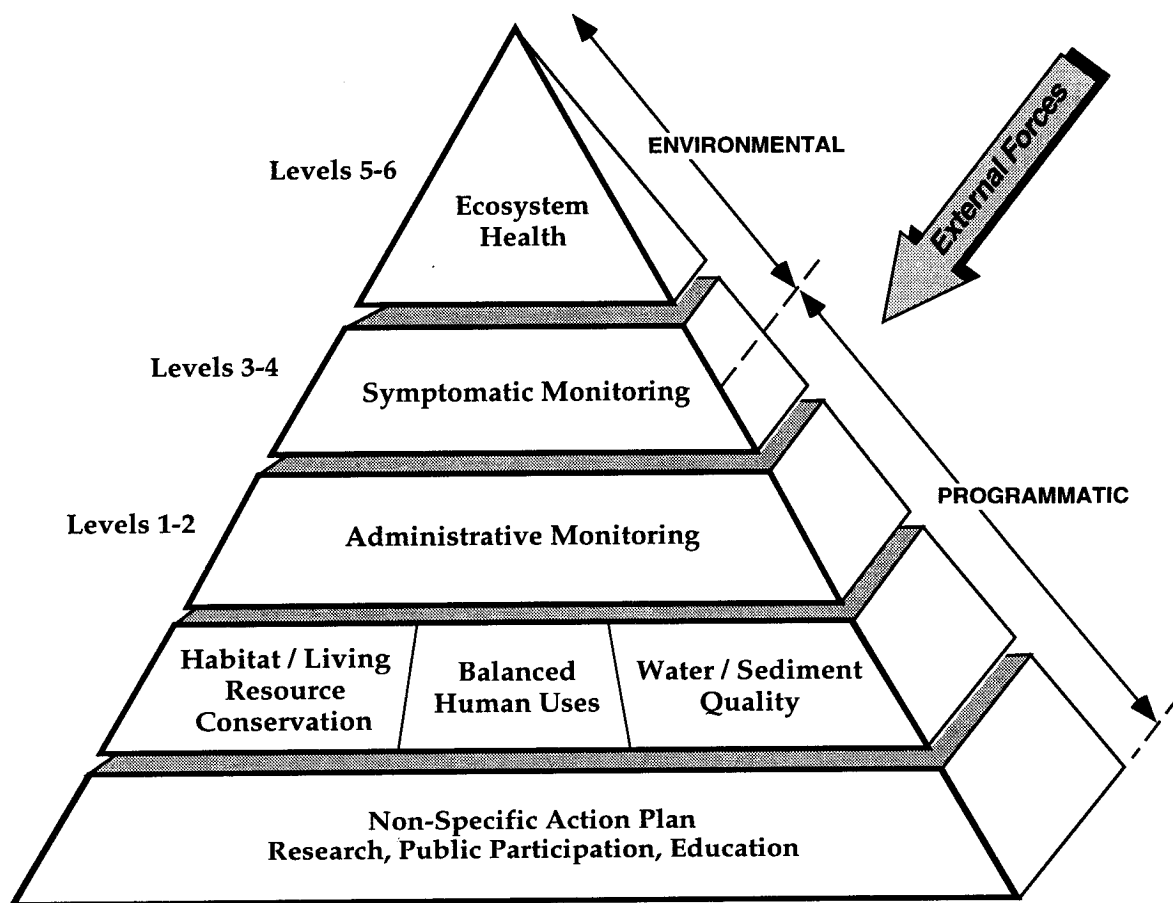 ENVIRONMENTAL
External Forces
Levels 5-6
Ecosystem
Health
Levels 3-4
Symptomatic Monitoring
PROGRAMMATIC
Levels 1-2
Administrative Monitoring
Habitat / Living
Resource
Conservation
Balanced
Human Uses
Water / Sediment
Quality
Non-Specific Action Plan
Research, Public Participation, Education